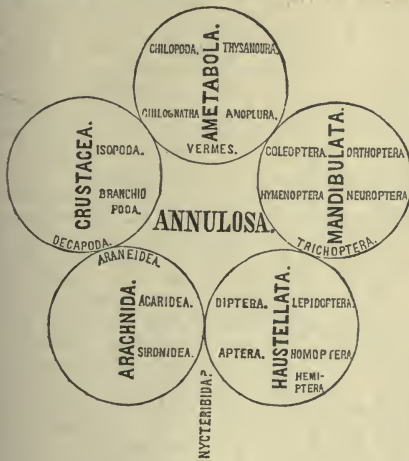 CHILOPODA. THYSANOURA.
AMETABOLA.
CHILOGNATHA ANOPLURA.
VERMES.
CRUSTACEA.
ISOPODA.
BRANCHIO
PODA.
DECAPODA.
MANDIBULATA.
COLEOPTERA ORTHOPTERA
HYMENOPTERA NEUROPTERA
TRICHOPTERA.
ANNULOSA.
ARACHNIDA.
ARANEIDEA.
ACARIDEA.
SIRONIDEA.
HAUSTELLATA.
DIPTERA. LEPIDOPTERA.
APTERA. HOMOPTERA
HEMI-
PTERA
NYCTERIBIDA?